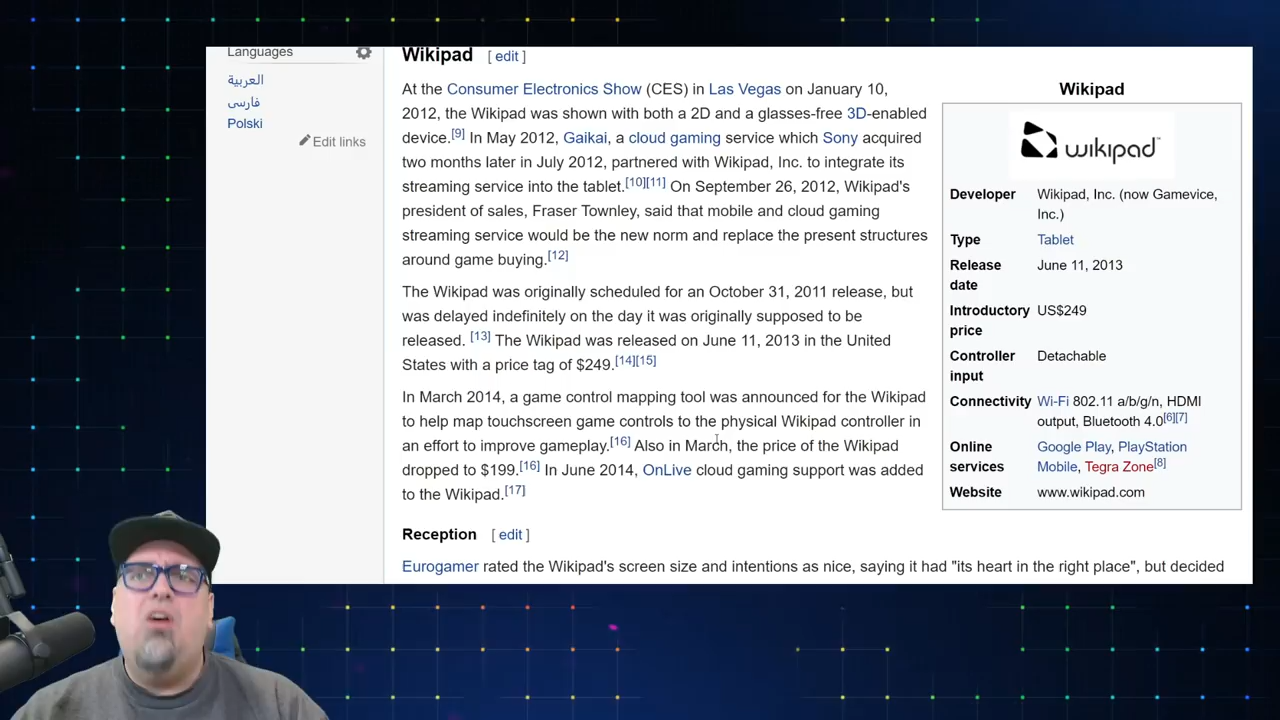 Languages
العربية
فارسی
Polski
Edit links
Wikipad [ edit ]
At the Consumer Electronics Show (CES) in Las Vegas on January 10,
2012, the Wikipad was shown with both a 2D and a glasses-free 3D-enabled
device.[9] In May 2012, Gaikai, a cloud gaming service which Sony acquired
two months later in July 2012, partnered with Wikipad, Inc. to integrate its
streaming service into the tablet.[10][11] On September 26, 2012, Wikipad's
president of sales, Fraser Townley, said that mobile and cloud gaming
streaming service would be the new norm and replace the present structures
around game buying.[12]
The Wikipad was originally scheduled for an October 31, 2011 release, but
was delayed indefinitely on the day it was originally supposed to be
released. [13] The Wikipad was released on June 11, 2013 in the United
States with a price tag of $249.[14][15]
In March 2014, a game control mapping tool was announced for the Wikipad
to help map touchscreen game controls to the physical Wikipad controller in
an effort to improve gameplay.[16] Also in March, the price of the Wikipad
dropped to $199.[16] In June 2014, OnLive cloud gaming support was added
to the Wikipad.[17]
Reception [ edit ]
Eurogamer rated the Wikipad's screen size and intentions as nice, saying it had "its heart in the right place", but decided
Wikipad
wikipad™
Developer Wikipad, Inc. (now Gamevice,
Inc.)
Type Tablet
Release June 11, 2013
date
Introductory US$249
price
Controller Detachable
input
Connectivity Wi-Fi 802.11 a/b/g/n, HDMI
output, Bluetooth 4.0[6][7]
Online Google Play, PlayStation
services Mobile, Tegra Zone[8]
Website www.wikipad.com